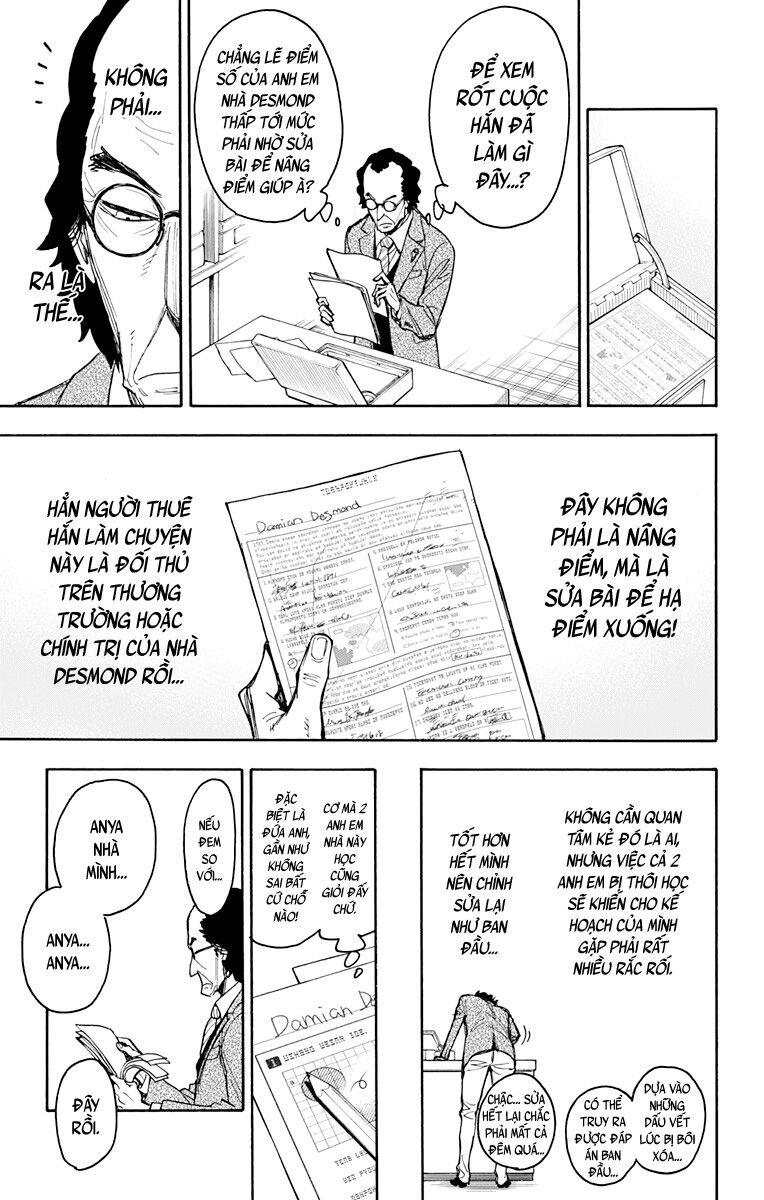 ĐỂ XEM
RỐT CUỘC
HẮN ĐÃ
LÀM GÌ
ĐÂY...?
CHẲNG LẼ ĐIỂM
SỐ CỦA ANH EM
NHÀ DESMOND
THẤP TỚI MỨC
PHẢI NHỜ SỬA
BÀI ĐỂ NÂNG
ĐIỂM GIÚP À?
KHÔNG
PHẢI...
RA LÀ
THẾ...
ĐÂY KHÔNG
PHẢI LÀ NÂNG
ĐIỂM, MÀ LÀ
SỬA BÀI ĐỂ HẠ
ĐIỂM XUỐNG!
Damian Desmond
HẲN NGƯỜI THUÊ
HẮN LÀM CHUYỆN
NÀY LÀ ĐỐI THỦ
TRÊN THƯƠNG
TRƯỜNG HOẶC
CHÍNH TRỊ CỦA NHÀ
DESMOND RỒI...
KHÔNG CẦN QUAN
TÂM KẺ ĐÓ LÀ AI,
NHƯNG VIỆC CẢ 2
ANH EM BỊ THÔI HỌC
SẼ KHIẾN CHO KẾ
HOẠCH CỦA MÌNH
GẶP PHẢI RẤT
NHIỀU RẮC RỐI.
TỐT HƠN
HẾT MÌNH
NÊN CHỈNH
SỬA LẠI
NHƯ BAN
ĐẦU...
DỰA VÀO
NHỮNG
DẤU VẾT
LÚC BỊ BÔI
XÓA...
CÓ THỂ
TRUY RA
ĐƯỢC ĐÁP
ÁN BAN
ĐẦU...
CHẬC... SỬA
HẾT LẠI CHẮC
PHẢI MẤT CẢ
ĐÊM QUÁ...
CƠ MÀ 2
ANH EM
NHÀ NÀY
HỌC
CŨNG
GIỎI ĐẤY
CHỨ.
ĐẶC
BIỆT LÀ
ĐỨA ANH,
GẦN NHƯ
KHÔNG
SAI BẤT
CỨ CHỖ
NÀO!
Damian De
NẾU
ĐEM
SO
VỚI...
ANYA
NHÀ
MÌNH...
ANYA...
ANYA...
ĐÂY
RỒI.